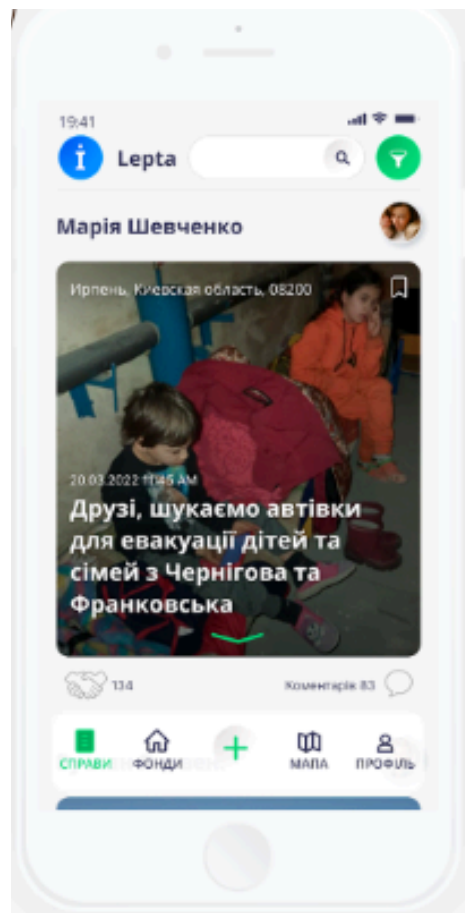 19:41
Lepta
Марія Шевченко
Ирпень, Киевская область, 08200
20.03.2022 11:45 AM
Друзі, шукаємо автівки
для евакуації дітей та
сімей з Чернігова та
Франковська
134
Коментарів 83
СПРАВИ
ФОНДИ
МАПА
ПРОФІЛЬ